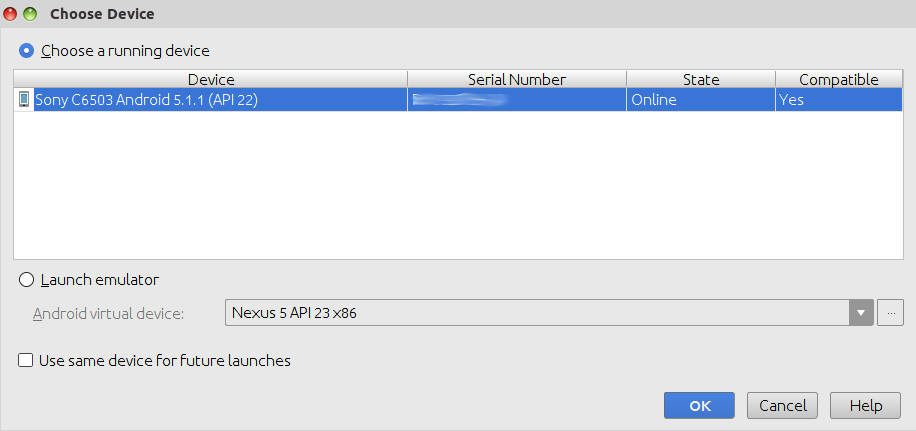 Choose Device
Choose a running device
Device Serial Number State Compatible
Sony C6503 Android 5.1.1 (API 22) Online Yes
Launch emulator
Android virtual device: Nexus 5 API 23 x86 ...
Use same device for future launches
OK Cancel Help